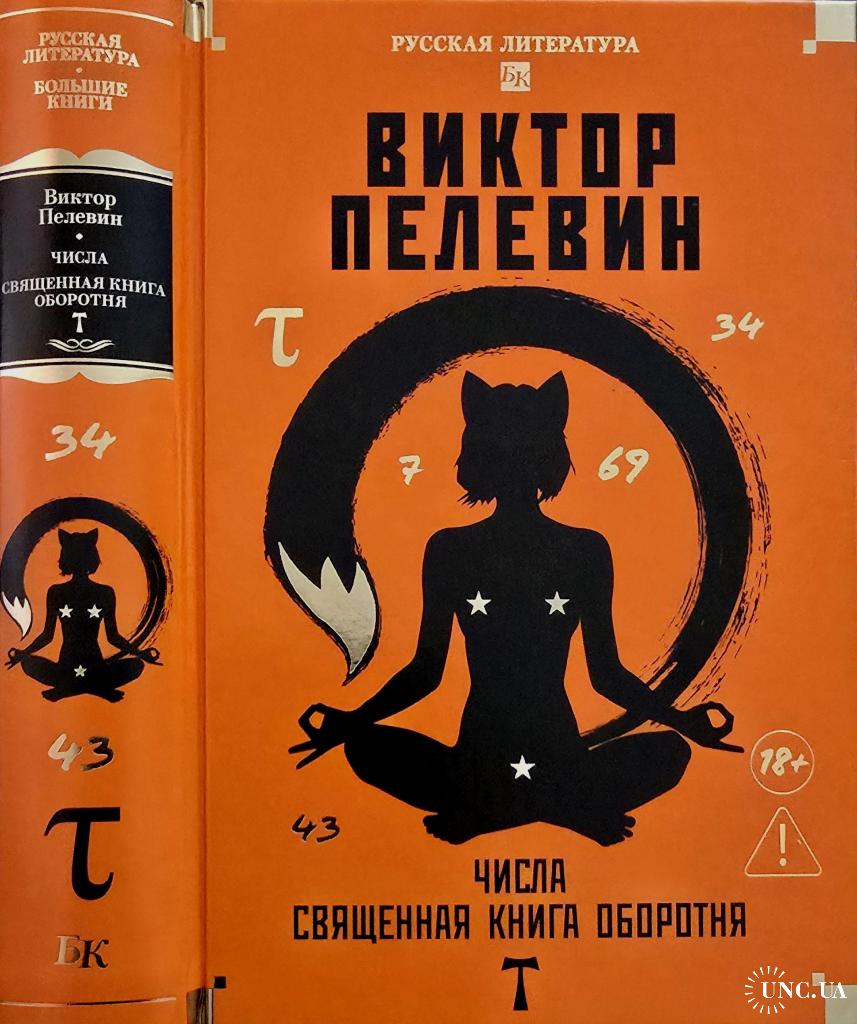 РУССКАЯ
ЛИТЕРАТУРА
БОЛЬШИЕ
КНИГИ
Виктор
Пелевин
ЧИСЛА
СВЯЩЕННАЯ КНИГА
ОБОРОТНЯ
T
34
43
τ
БК
РУССКАЯ ЛИТЕРАТУРА
БК
ВИКТОР
ПЕЛЕВИН
τ
34
7
69
43
18+
!
ЧИСЛА
СВЯЩЕННАЯ КНИГА ОБОРОТНЯ
T
UNC.UA